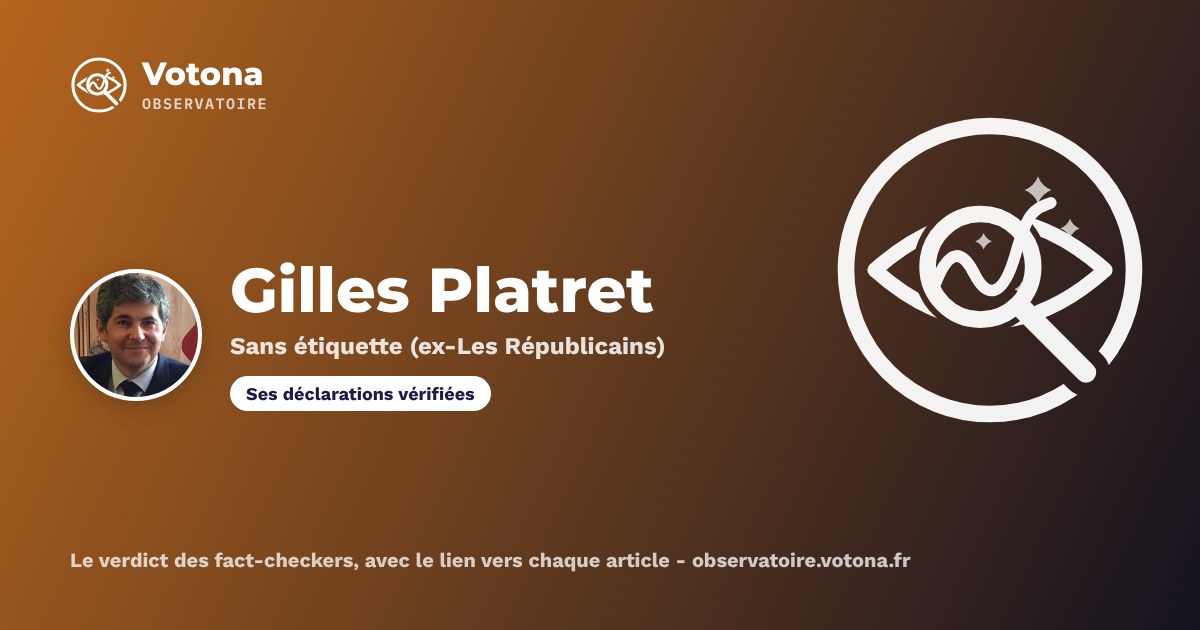 Votona
OBSERVATOIRE
Gilles Platret
Sans étiquette (ex-Les Républicains)
Ses déclarations vérifiées
Le verdict des fact-checkers, avec le lien vers chaque article - observatoire.votona.fr